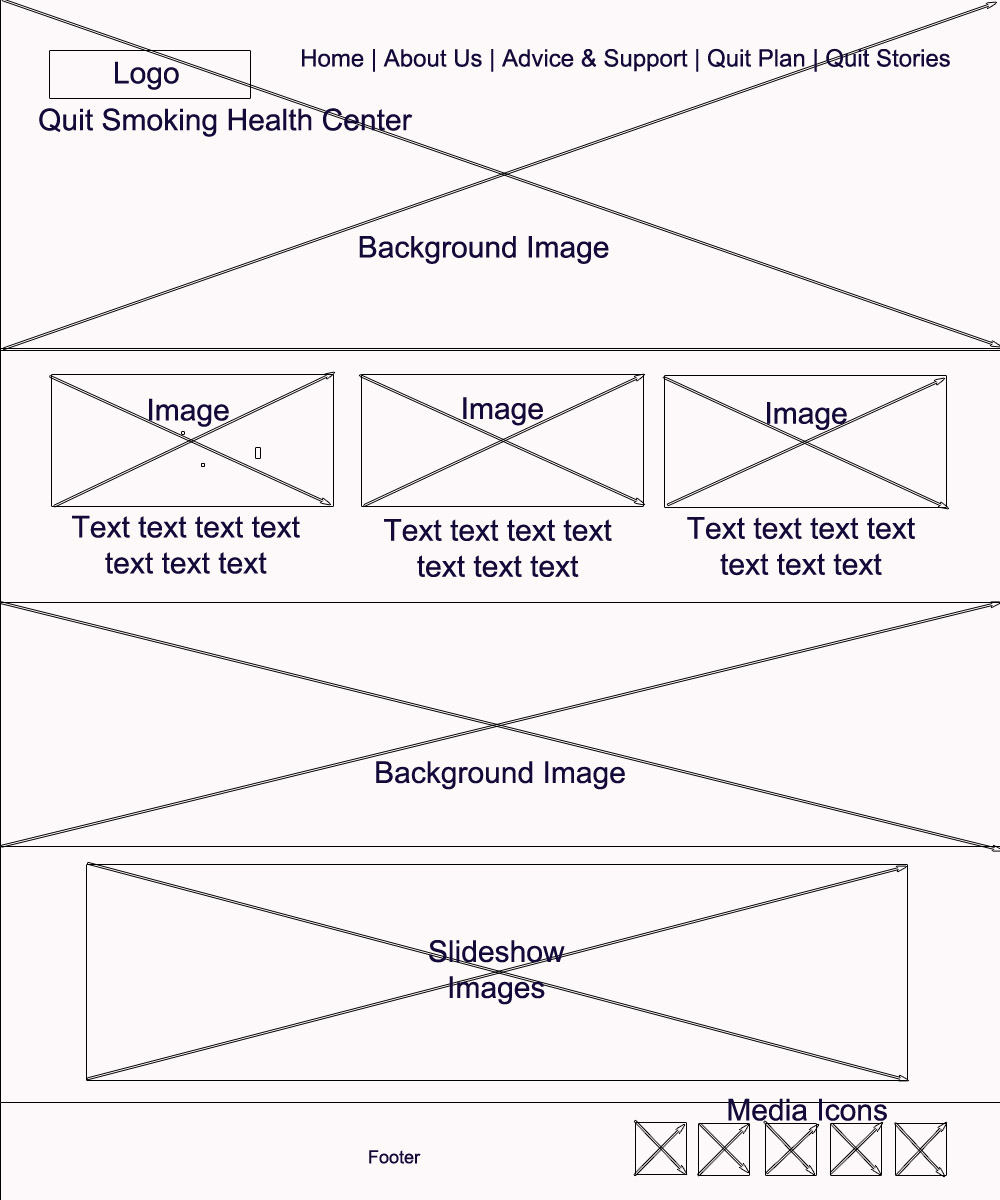 Logo
Home | About Us | Advice & Support | Quit Plan | Quit Stories
Quit Smoking Health Center
Background Image
Image
Image
Image
Text text text text
text text text
Text text text text
text text text
Text text text text
text text text
Background Image
Slideshow
Images
Media Icons
Footer